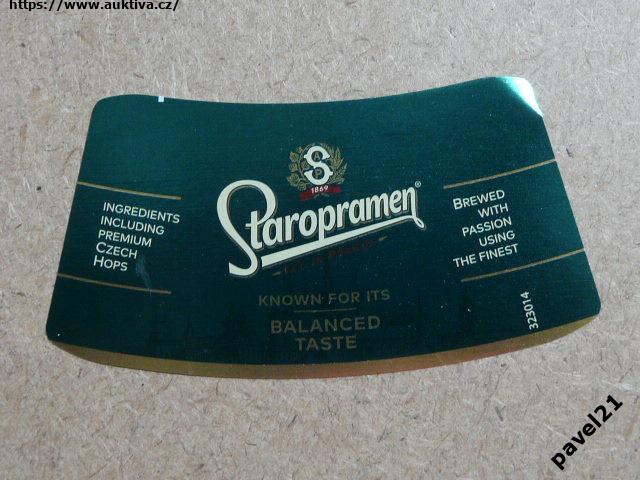 https://www.auktiva.cz/
S
1869
Staropramen®
INGREDIENTS
INCLUDING
PREMIUM
CZECH
HOPS
BREWED
WITH
PASSION
USING
THE FINEST
KNOWN FOR ITS
BALANCED
TASTE
323014
pavel21